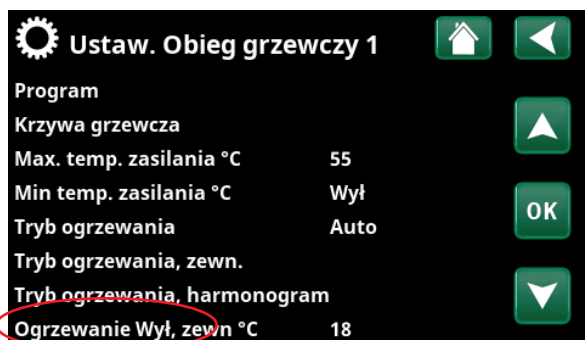 Ustaw. Obieg grzewczy 1
Program
Krzywa grzewcza
Max. temp. zasilania °C 55
Min temp. zasilania °C Wył
Tryb ogrzewania Auto
OK
Tryb ogrzewania, zewn.
Tryb ogrzewania, harmonogram
Ogrzewanie Wył, zewn °C 18